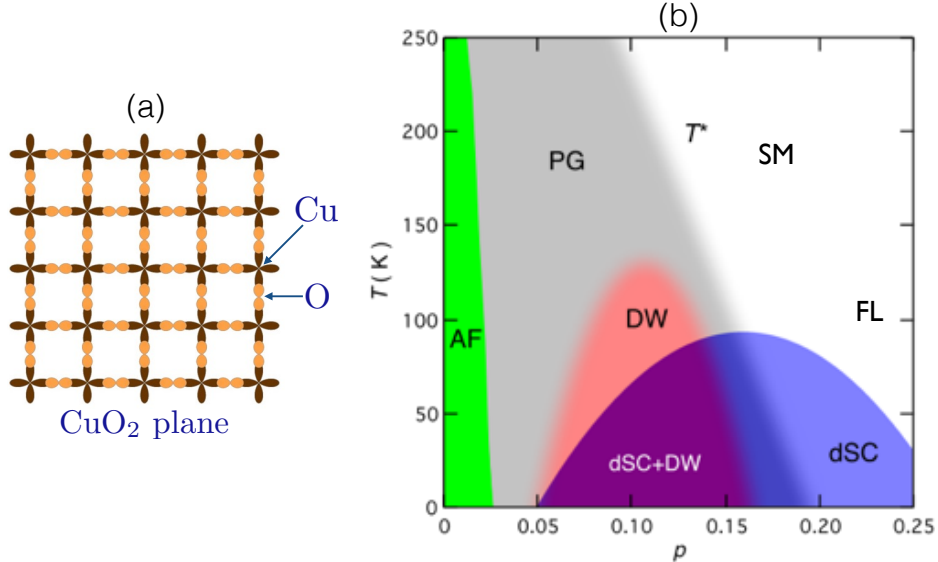 (a)
Cu
O
CuO₂ plane
(b)
250
200
150
100
50
0
T ( K )
AF
PG
T*
SM
DW
FL
dSC+DW
dSC
0
0.05
0.10
0.15
0.20
0.25
p